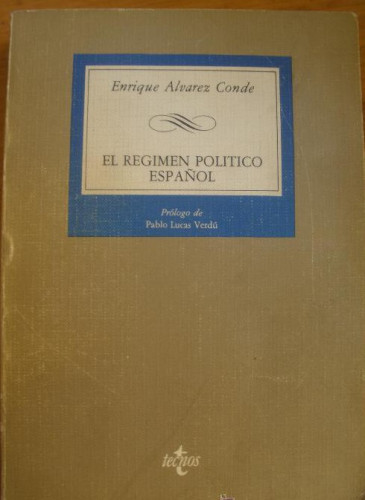 Enrique Alvarez Conde
EL REGIMEN POLITICO
ESPAÑOL
Prólogo de
Pablo Lucas Verdú
tecnos